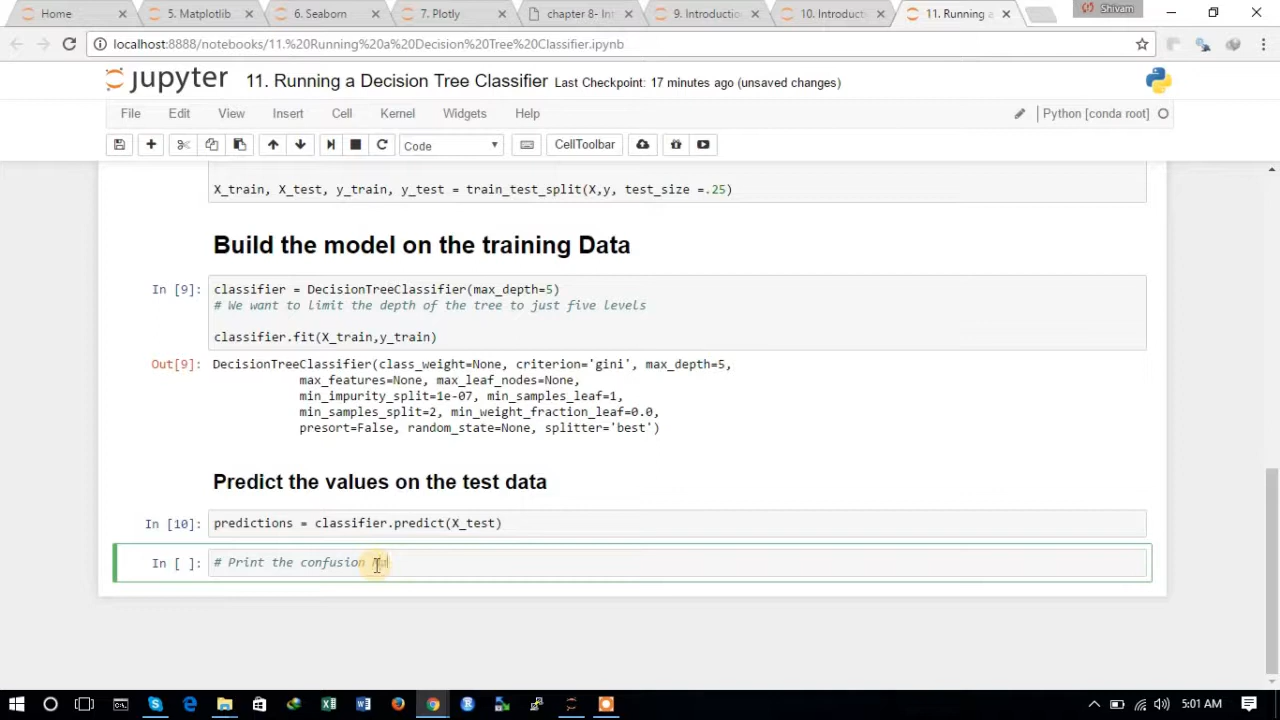 Home
5. Matplotlib
6. Seaborn
7. Plotly
chapter 8- Int
9. Introductio
10. Introducti
11. Running a
Shivam
localhost:8888/notebooks/11.%20Running%20a%20Decision%20Tree%20Classifier.ipynb
jupyter 11. Running a Decision Tree Classifier Last Checkpoint: 17 minutes ago (unsaved changes)
File Edit View Insert Cell Kernel Widgets Help Python [conda root]
Code CellToolbar
X_train, X_test, y_train, y_test = train_test_split(X,y, test_size =.25)
Build the model on the training Data
In [9]: classifier = DecisionTreeClassifier(max_depth=5)
# We want to limit the depth of the tree to just five levels
classifier.fit(X_train,y_train)
Out[9]: DecisionTreeClassifier(class_weight=None, criterion='gini', max_depth=5,
max_features=None, max_leaf_nodes=None,
min_impurity_split=1e-07, min_samples_leaf=1,
min_samples_split=2, min_weight_fraction_leaf=0.0,
presort=False, random_state=None, splitter='best')
Predict the values on the test data
In [10]: predictions = classifier.predict(X_test)
In [ ]: # Print the confusion
5:01 AM